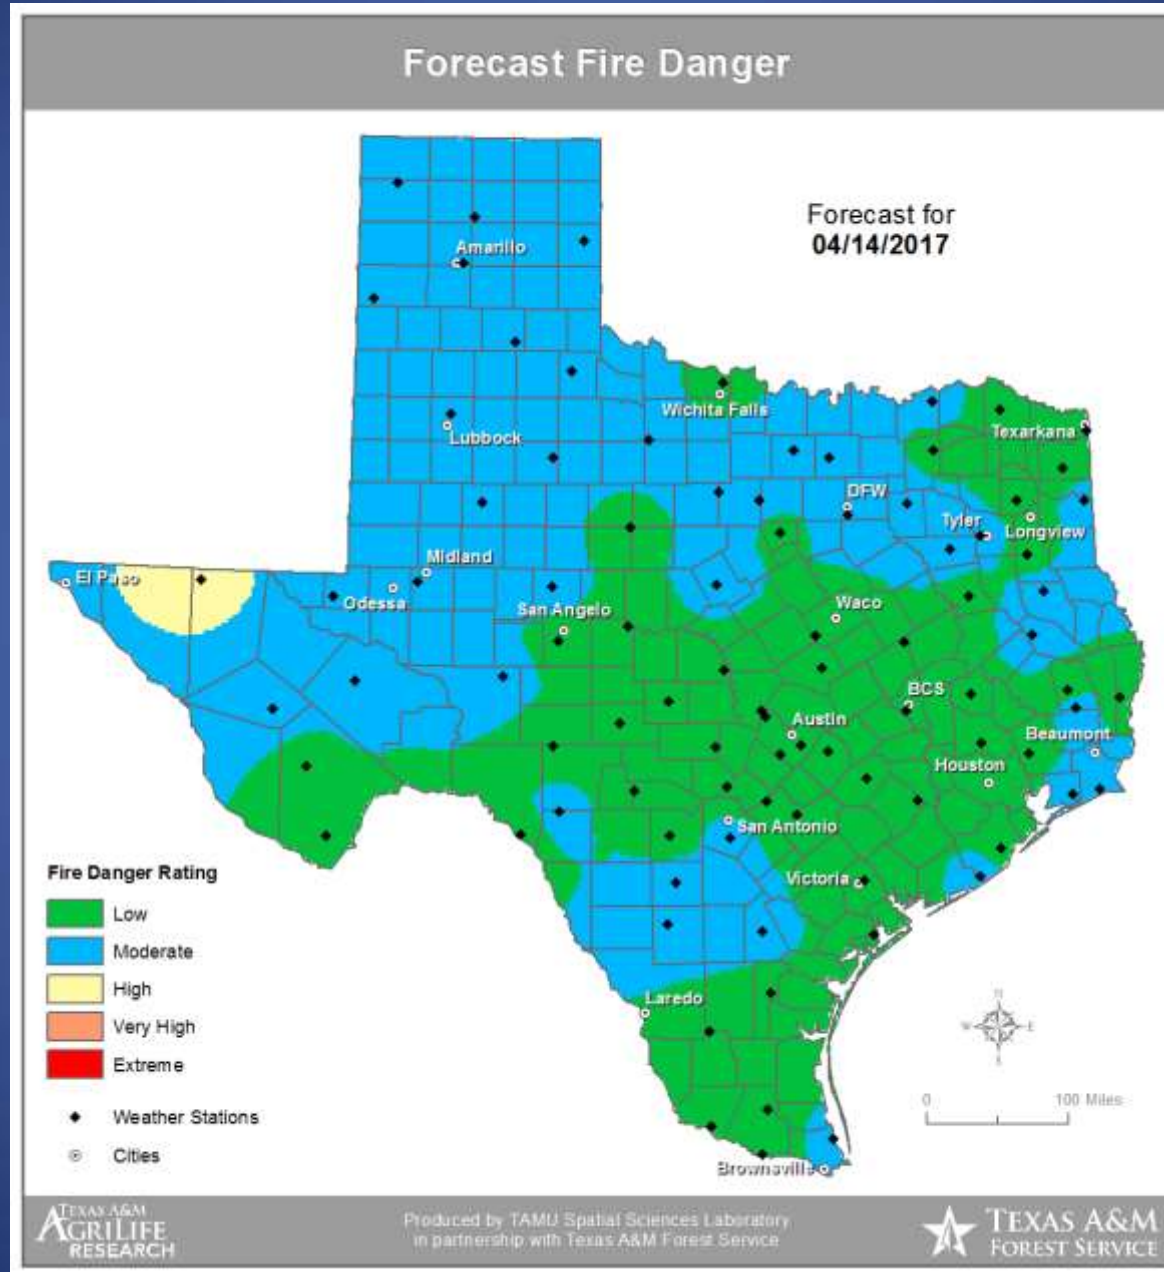 Forecast Fire Danger
Forecast for
04/14/2017
Amarillo
Wichita Falls
Lubbock
Texarkana
DFW
Tyler
Longview
Midland
El Paso
Odessa
San Angelo
Waco
BCS
Austin
Beaumont
Houston
San Antonio
Victoria
Laredo
Brownsville
Fire Danger Rating
Low
Moderate
High
Very High
Extreme
Weather Stations
Cities
N
W E
S
0 100 Miles
TEXAS A&M
AGRILIFE
RESEARCH
Produced by TAMU Spatial Sciences Laboratory
in partnership with Texas A&M Forest Service
TEXAS A&M
FOREST SERVICE